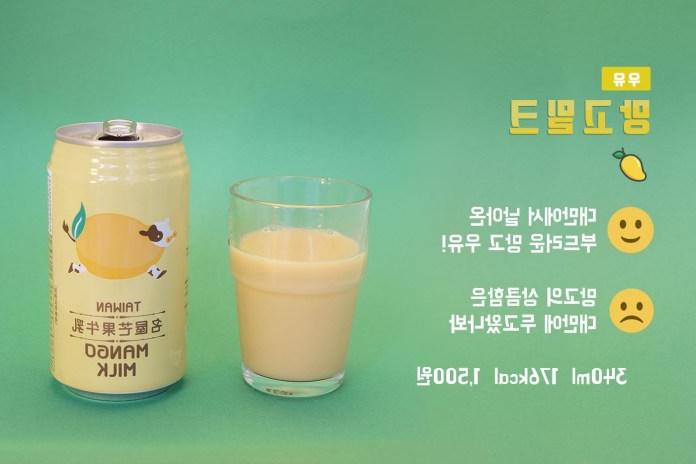 우유
망고밀크
대만에서 날아온
부드러운 망고 우유!
망고의 상큼함은
대만에 두고왔나봐
340ml 176kcal 1,500원
TAIWAN
名屋芒果牛乳
MANGO
MILK